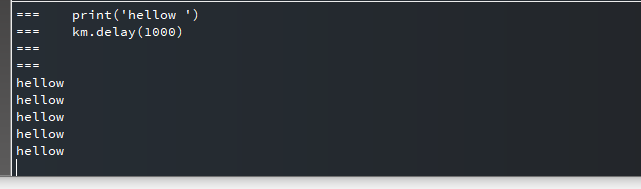 ===    print('hellow ')
===    km.delay(1000)
===
===
hellow
hellow
hellow
hellow
hellow